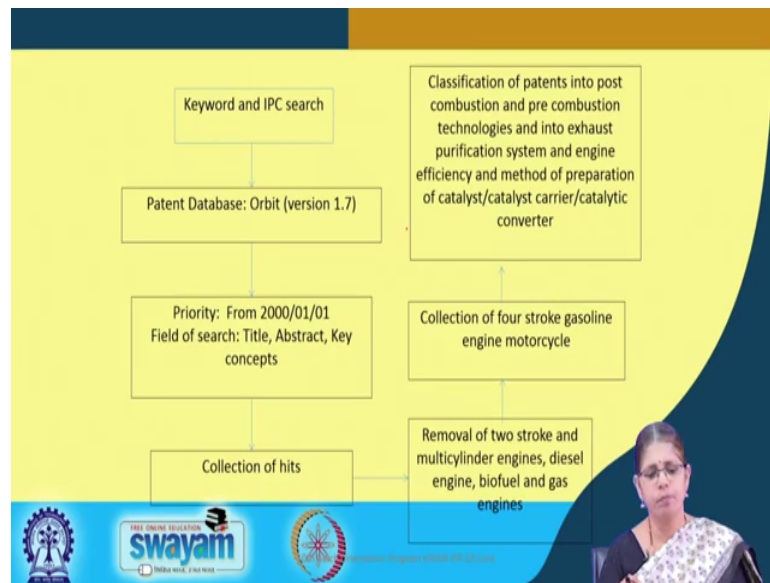 Keyword and IPC search
Patent Database: Orbit (version 1.7)
Priority: From 2000/01/01
Field of search: Title, Abstract, Key
concepts
Collection of hits
Removal of two stroke and
multicylinder engines, diesel
engine, biofuel and gas
engines
Collection of four stroke gasoline
engine motorcycle
Classification of patents into post
combustion and pre combustion
technologies and into exhaust
purification system and engine
efficiency and method of preparation
of catalyst/catalyst carrier/catalytic
converter
FREE ONLINE EDUCATION
swayam